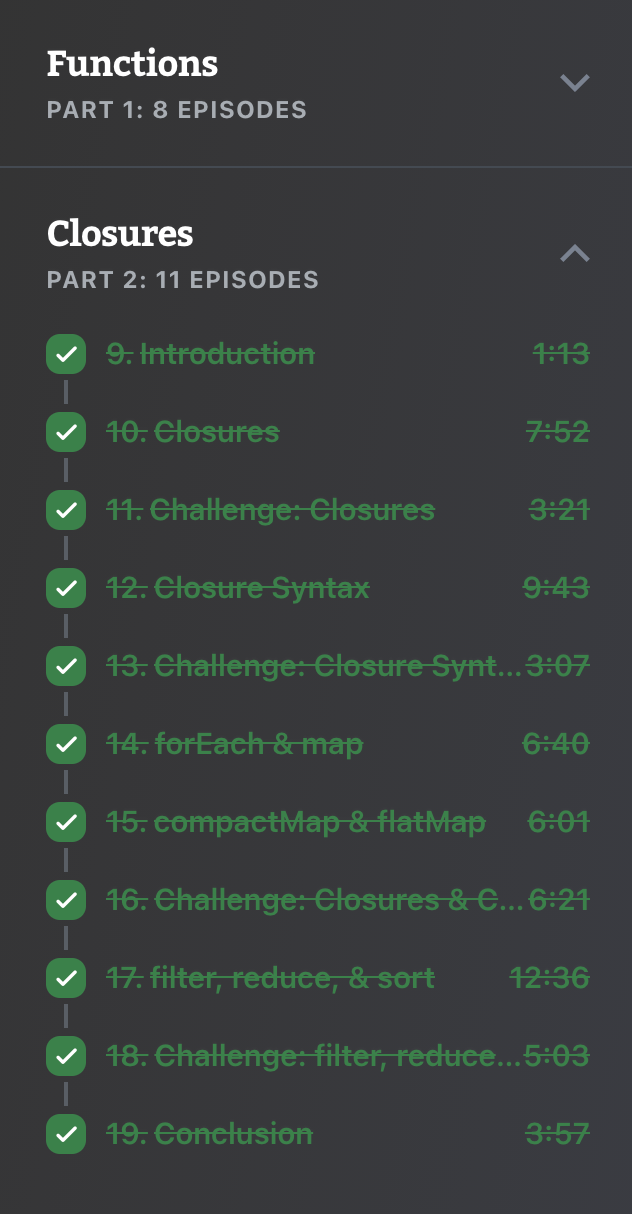 Functions
PART 1: 8 EPISODES
Closures
PART 2: 11 EPISODES
9. Introduction 1:13
10. Closures 7:52
11. Challenge: Closures 3:21
12. Closure Syntax 9:43
13. Challenge: Closure Synt... 3:07
14. forEach & map 6:40
15. compactMap & flatMap 6:01
16. Challenge: Closures & C... 6:21
17. filter, reduce, & sort 12:36
18. Challenge: filter, reduce... 5:03
19. Conclusion 3:57